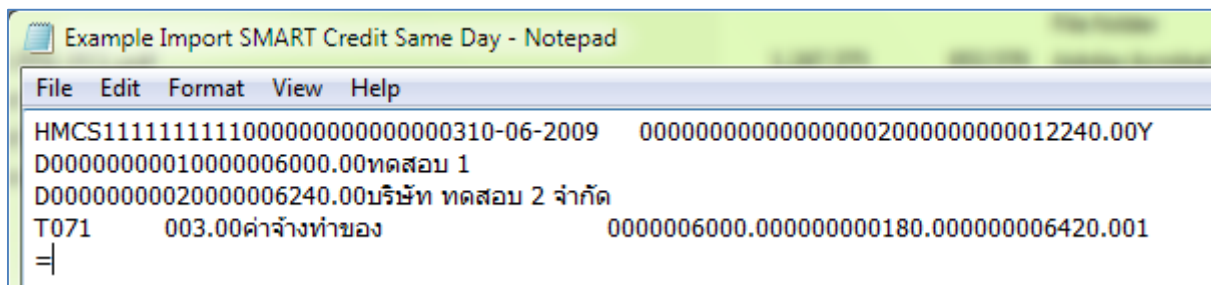 Example Import SMART Credit Same Day - Notepad
File Edit Format View Help
HMCS1111111111000000000000000310-06-2009 0000000000000000020000000000012240.00Y
D00000000010000006000.00ทดสอบ 1
D00000000020000006240.00บริษัท ทดสอบ 2 จำกัด
T071 003.00ค่าจ้างทำของ 0000006000.000000000180.000000006420.001
=